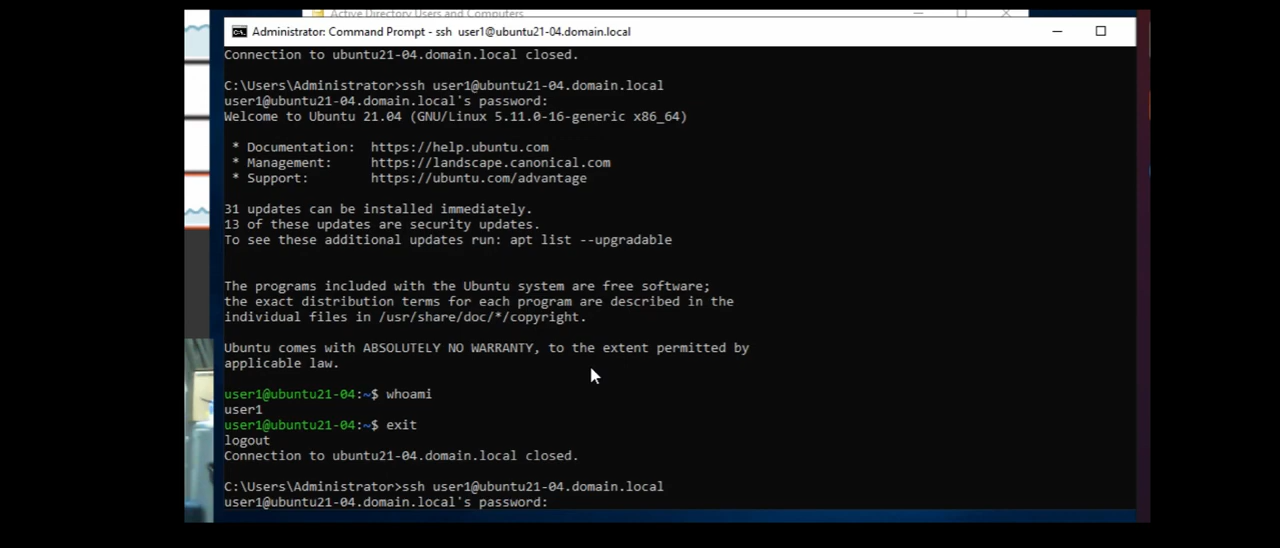 Active Directory Users and Computers
Administrator: Command Prompt - ssh  user1@ubuntu21-04.domain.local
Connection to ubuntu21-04.domain.local closed.
C:\Users\Administrator>ssh user1@ubuntu21-04.domain.local
user1@ubuntu21-04.domain.local's password:
Welcome to Ubuntu 21.04 (GNU/Linux 5.11.0-16-generic x86_64)
* Documentation:  https://help.ubuntu.com
* Management:     https://landscape.canonical.com
* Support:        https://ubuntu.com/advantage
31 updates can be installed immediately.
13 of these updates are security updates.
To see these additional updates run: apt list --upgradable
The programs included with the Ubuntu system are free software;
the exact distribution terms for each program are described in the
individual files in /usr/share/doc/*/copyright.
Ubuntu comes with ABSOLUTELY NO WARRANTY, to the extent permitted by
applicable law.
user1@ubuntu21-04:~$ whoami
user1
user1@ubuntu21-04:~$ exit
logout
Connection to ubuntu21-04.domain.local closed.
C:\Users\Administrator>ssh user1@ubuntu21-04.domain.local
user1@ubuntu21-04.domain.local's password: